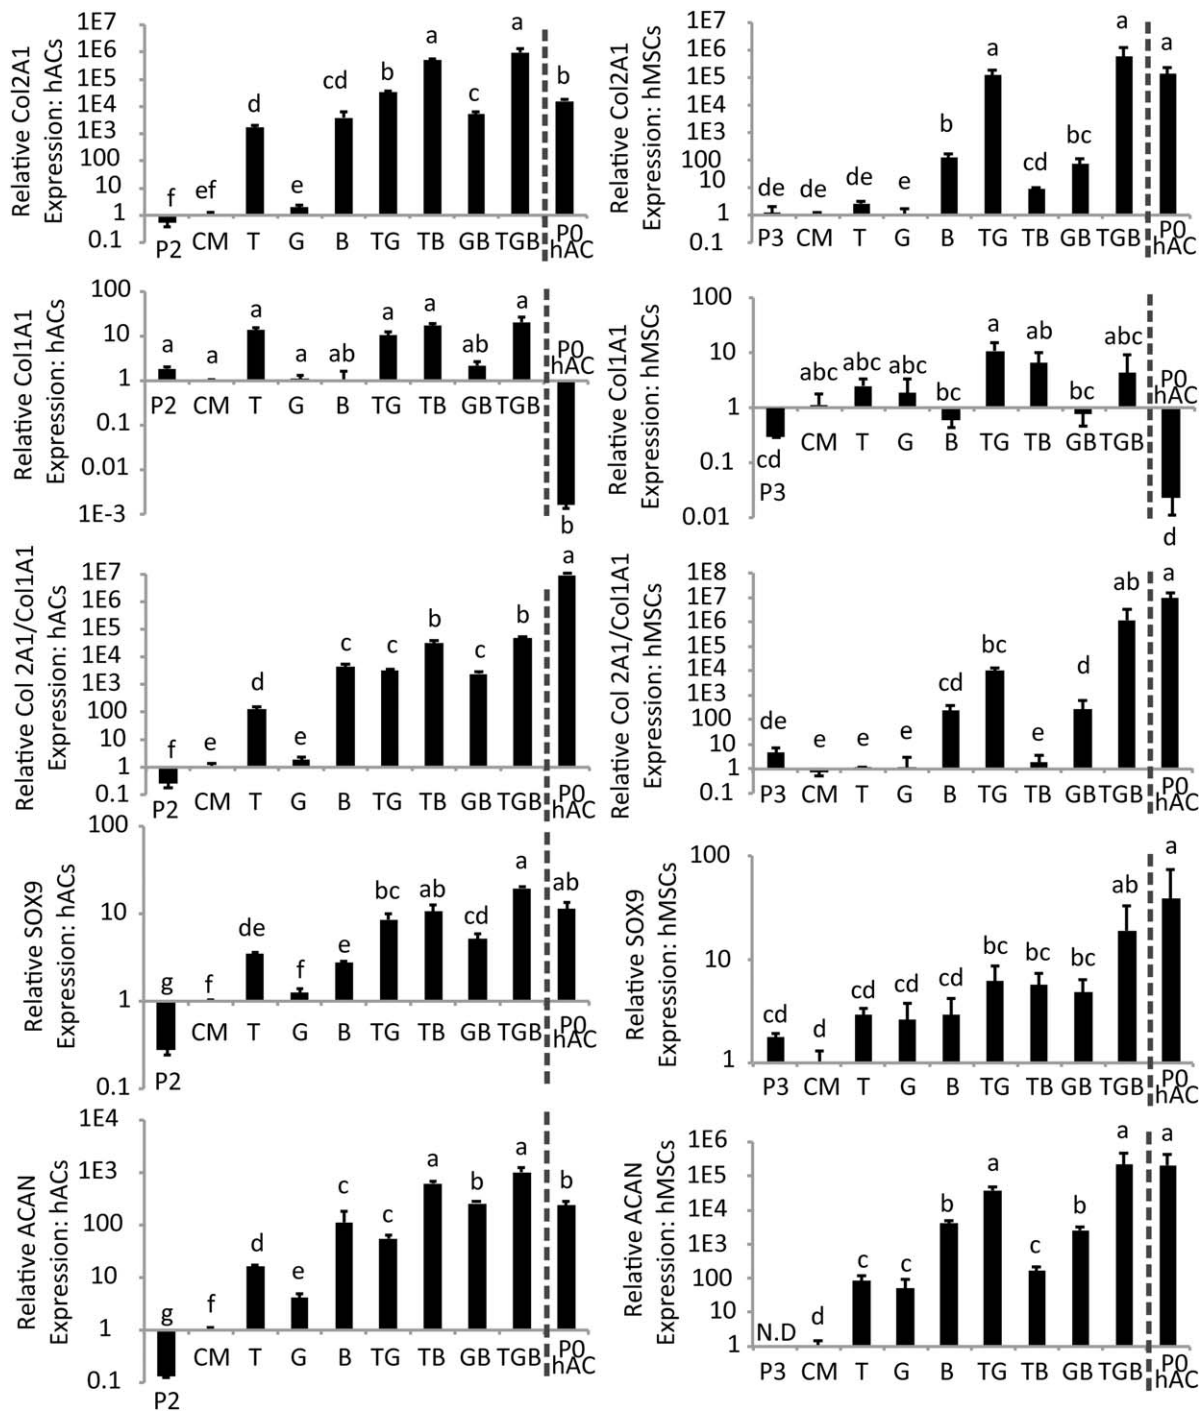 Relative Col2A1
Expression: hACs
1E7
1E6
1E5
1E4
1E3
100
10
1
0.1
f ef d e cd b a c a b
P2 CM T G B TG TB GB TGB P0 hAC
Relative Col2A1
Expression: hMSCs
1E7
1E6
1E5
1E4
1E3
100
10
1
0.1
de de de e b a cd bc a a
P3 CM T G B TG TB GB TGB P0 hAC
Relative Col1A1
Expression: hACs
100
10
1
0.1
0.01
1E-3
a a a a ab a a ab a b
P2 CM T G B TG TB GB TGB P0 hAC
Relative Col1A1
Expression: hMSCs
100
10
1
0.1
0.01
cd abc abc abc bc a ab bc abc d
P3 CM T G B TG TB GB TGB P0 hAC
Relative Col 2A1/Col1A1
Expression: hACs
1E7
1E6
1E5
1E4
1E3
100
10
1
0.1
f e d e c c b c b a
P2 CM T G B TG TB GB TGB P0 hAC
Relative Col 2A1/Col1A1
Expression: hMSCs
1E8
1E7
1E6
1E5
1E4
1E3
100
10
1
0.1
de e e e cd bc e d ab a
P3 CM T G B TG TB GB TGB P0 hAC
Relative SOX9
Expression: hACs
100
10
1
0.1
g f de f e bc ab cd a ab
P2 CM T G B TG TB GB TGB P0 hAC
Relative SOX9
Expression: hMSCs
100
10
1
cd d cd cd cd bc bc bc ab a
P3 CM T G B TG TB GB TGB P0 hAC
Relative ACAN
Expression: hACs
1E4
1E3
100
10
1
0.1
g f d e c c a b a b
P2 CM T G B TG TB GB TGB P0 hAC
Relative ACAN
Expression: hMSCs
1E6
1E5
1E4
1E3
100
10
1
N.D d c c b a c b a a
P3 CM T G B TG TB GB TGB P0 hAC